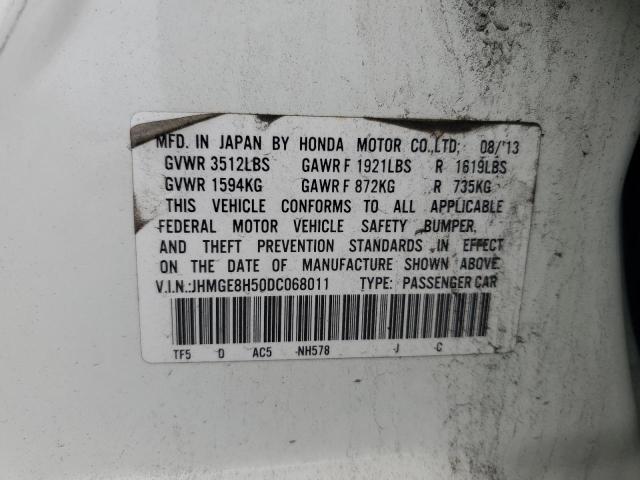 MFD. IN JAPAN BY HONDA MOTOR CO.,LTD; 08/'13
GVWR 3512LBS GAWR F 1921LBS R 1619LBS
GVWR 1594KG GAWR F 872KG R 735KG
THIS VEHICLE CONFORMS TO ALL APPLICABLE
FEDERAL MOTOR VEHICLE SAFETY BUMPER,
AND THEFT PREVENTION STANDARDS IN EFFECT
ON THE DATE OF MANUFACTURE SHOWN ABOVE.
V.I.N.:JHMGE8H50DC068011 TYPE: PASSENGER CAR
TF5 D AC5 NH578 J C